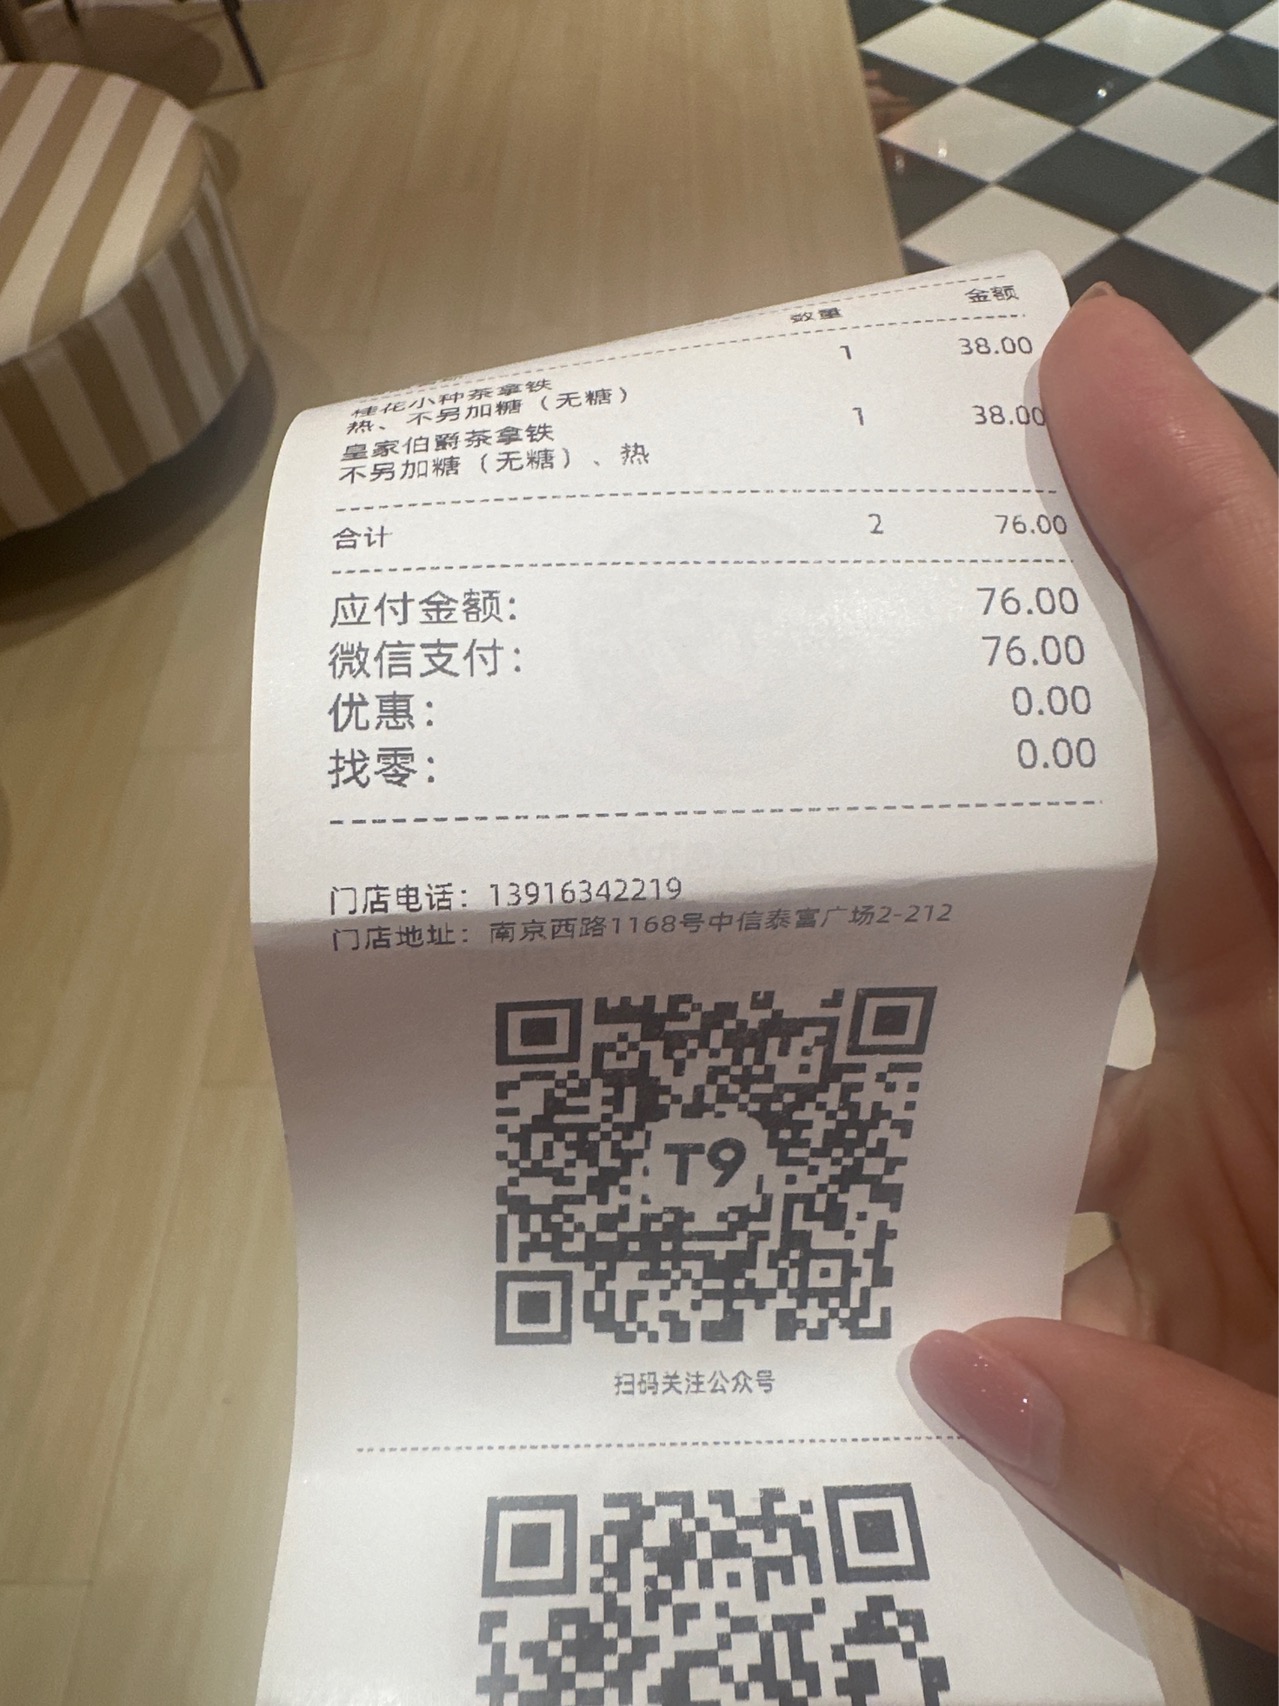 数量 金额
1 38.00
桂花小种茶拿铁
热、不另加糖（无糖）
1 38.00
皇家伯爵茶拿铁
不另加糖（无糖）、热
合计 2 76.00
应付金额： 76.00
微信支付： 76.00
优惠： 0.00
找零： 0.00
门店电话：13916342219
门店地址：南京西路1168号中信泰富广场2-212
T9
扫码关注公众号